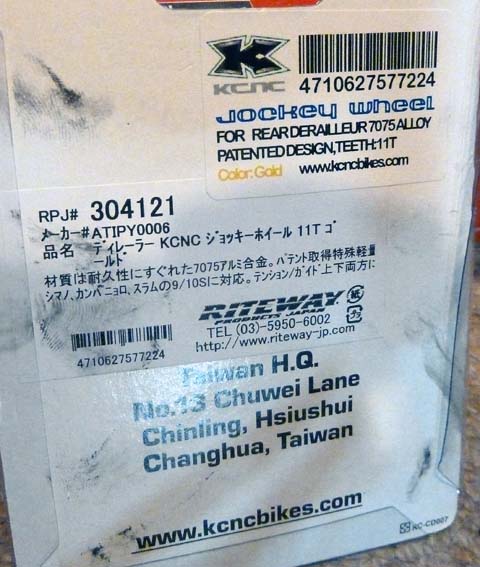 KCNC
4710627577224
Jockey wheel
FOR REAR DERAILLEUR 7075 ALLOY
PATENTED DESIGN,TEETH:11T
Color:Gold www.kcncbikes.com
RPJ# 304121
メーカー#ATIPY0006
品名 ディレーラー KCNC ジョッキーホイール 11T ゴ
ールド
材質は耐久性にすぐれた7075アルミ合金。パテント取得特殊軽量
シマノ、カンパニョロ、スラムの9/10Sに対応。テンション/ガイド上下両方に
RITEWAY
PRODUCTS JAPAN
紙
プラ
TEL (03)-5950-6002
http://www.riteway-jp.com
4710627577224
Taiwan H.Q.
No.13 Chuwei Lane
Chinling, Hsiushui
Changhua, Taiwan
www.kcncbikes.com
KC-CD007